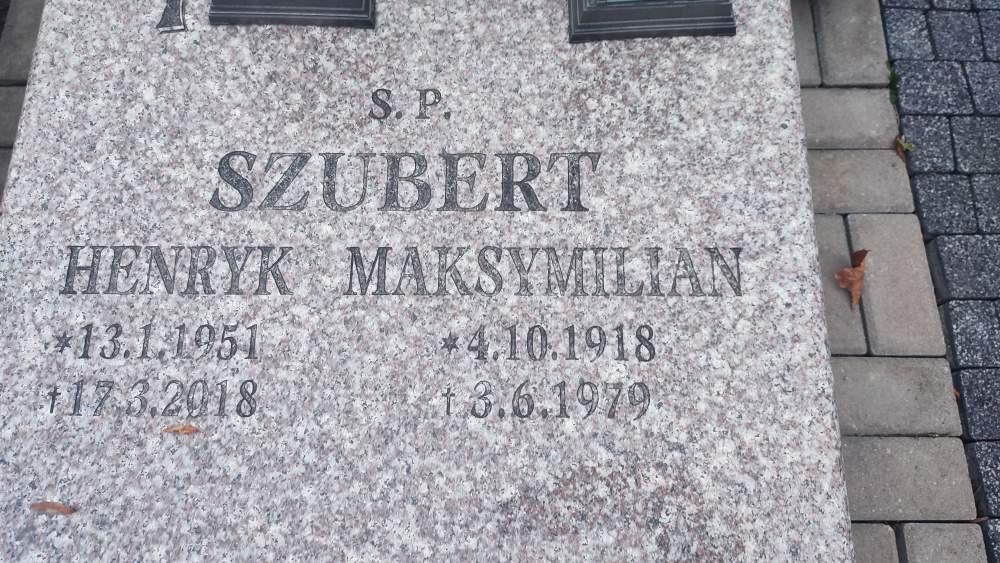 S. P.
SZUBERT
HENRYK MAKSYMILIAN
*13.1.1951 *4.10.1918
†17.3.2018 †3.6.1979